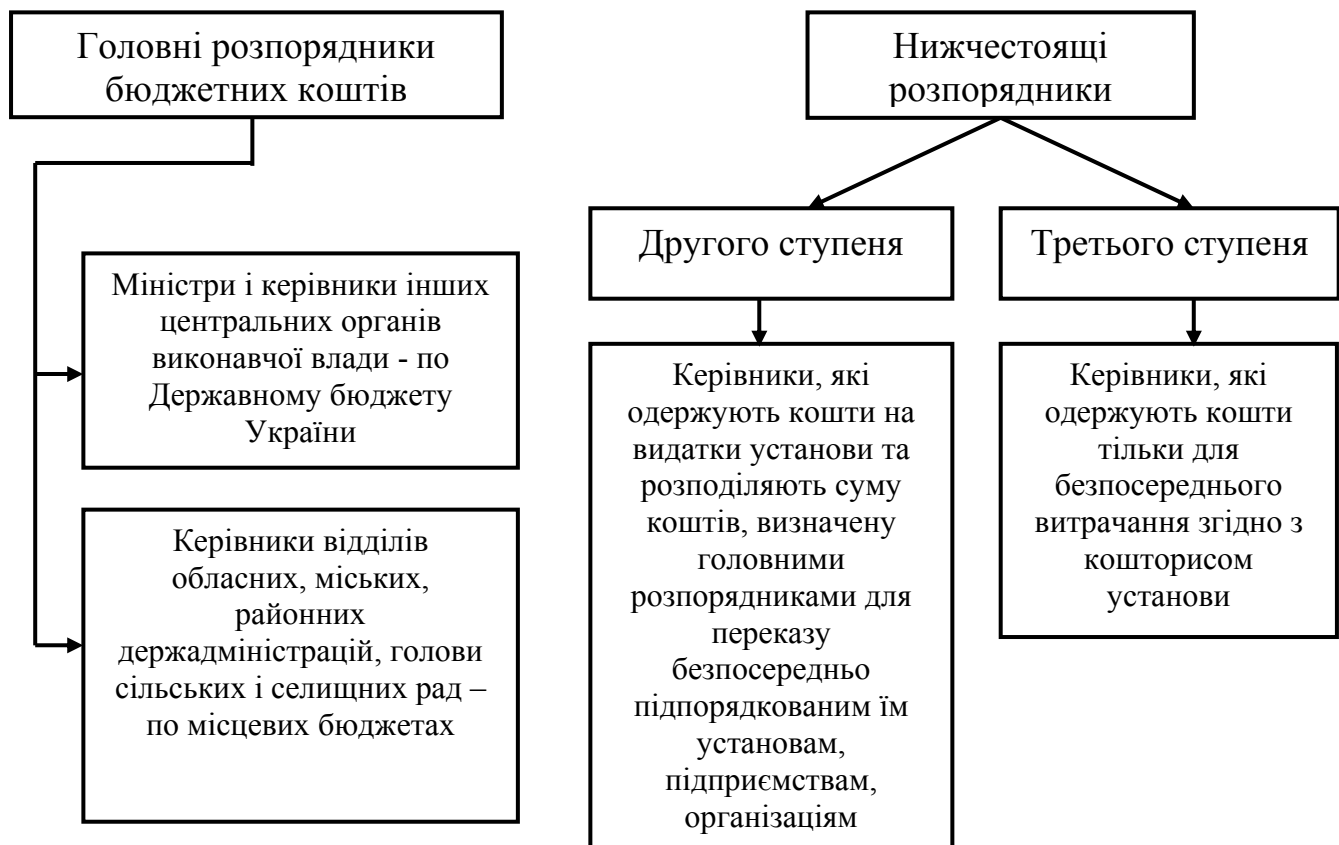 Головні розпорядники
бюджетних коштів
Міністри і керівники інших
центральних органів
виконавчої влади - по
Державному бюджету
України
Керівники відділів
обласних, міських,
районних
держадміністрацій, голови
сільських і селищних рад –
по місцевих бюджетах
Нижчестоящі
розпорядники
Другого ступеня
Керівники, які
одержують кошти на
видатки установи та
розподіляють суму
коштів, визначену
головними
розпорядниками для
переказу
безпосередньо
підпорядкованим їм
установам,
підприємствам,
організаціям
Третього ступеня
Керівники, які
одержують кошти
тільки для
безпосереднього
витрачання згідно з
кошторисом
установи